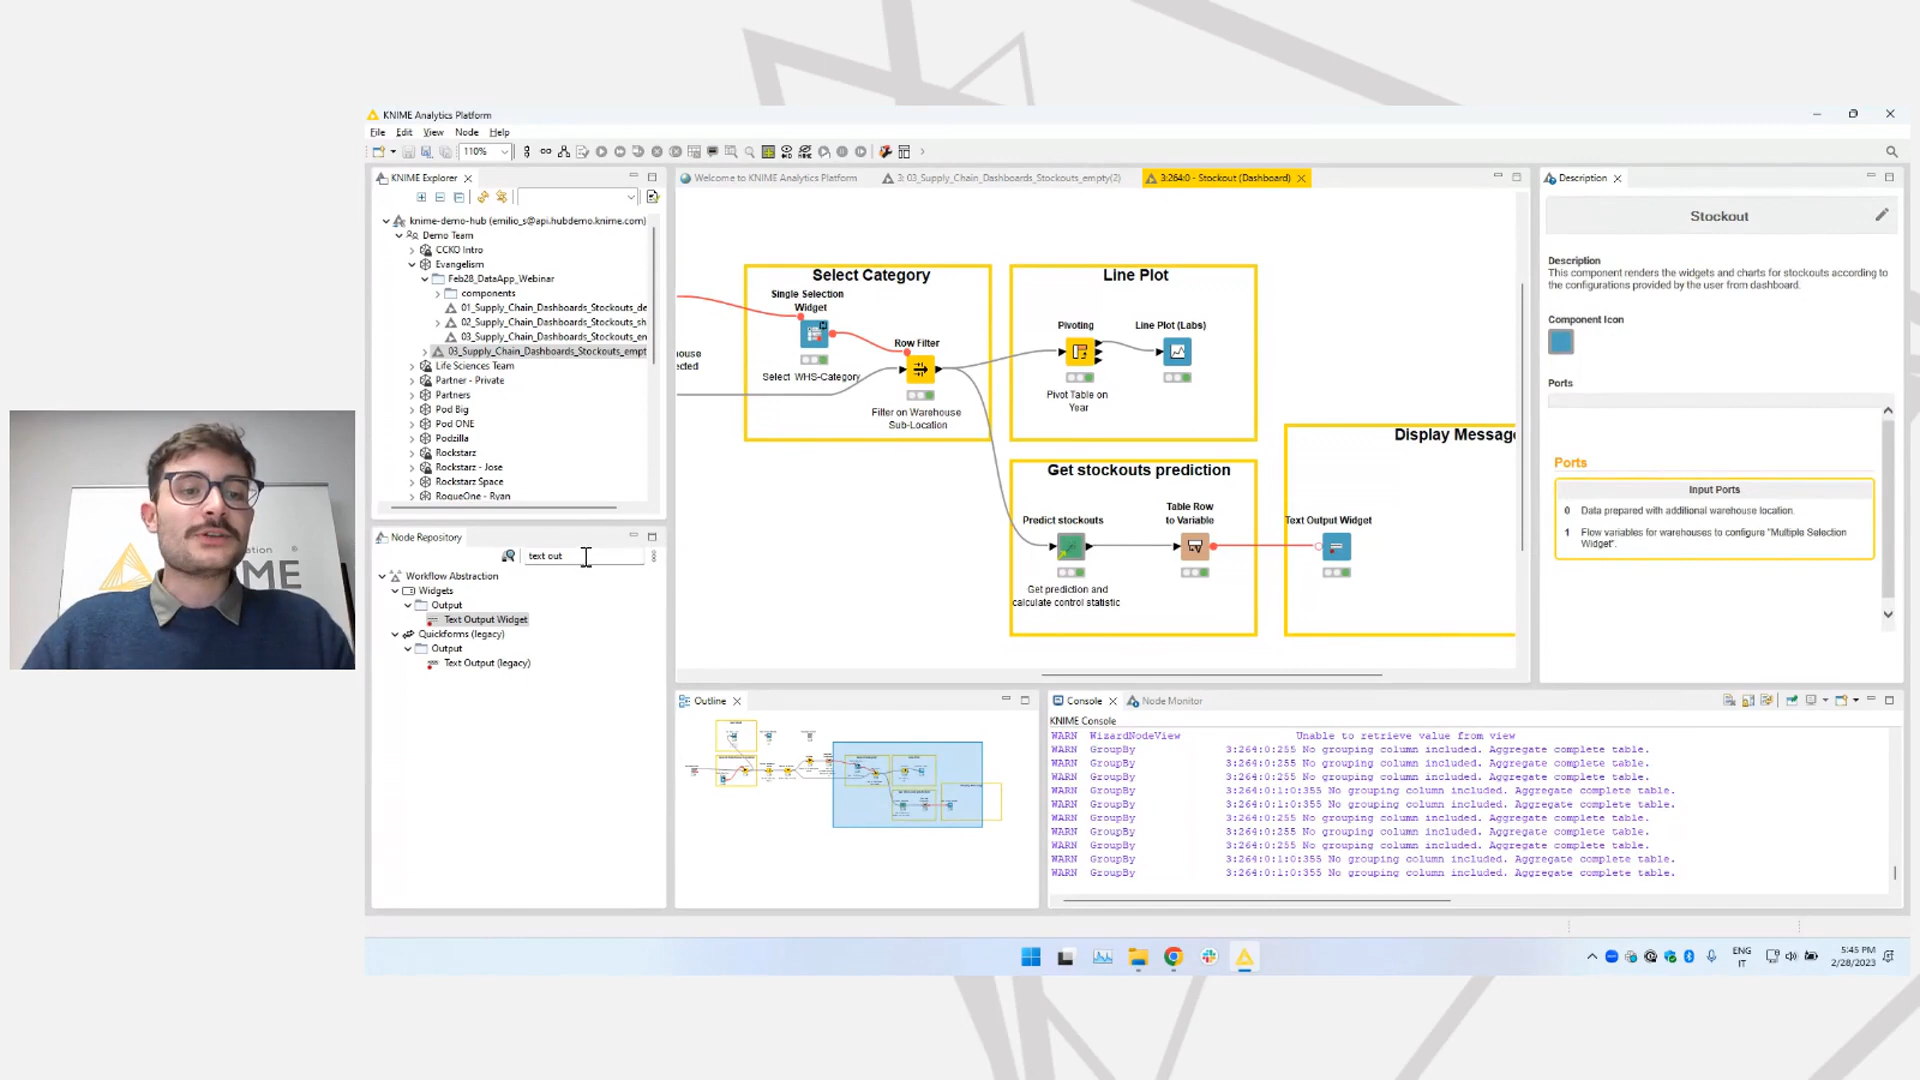 KNIME Analytics Platform
File Edit View Node Help
110%
KNIME Explorer
knime-demo-hub (emilio_s@api.hubdemo.knime.com)
Demo Team
CCKO Intro
Evangelism
Feb28_DataApp_Webinar
components
01_Supply_Chain_Dashboards_Stockouts_de
02_Supply_Chain_Dashboards_Stockouts_sh
03_Supply_Chain_Dashboards_Stockouts_en
03_Supply_Chain_Dashboards_Stockouts_empt
Life Sciences Team
Partner - Private
Partners
Pod Big
Pod ONE
Podzilla
Rockstarz
Rockstarz - Jose
Rockstarz Space
RogueOne - Ryan
Node Repository
text out
Workflow Abstraction
Widgets
Output
Text Output Widget
Quickforms (legacy)
Output
Text Output (legacy)
Welcome to KNIME Analytics Platform
3: 03_Supply_Chain_Dashboards_Stockouts_empty(2)
3:264:0 - Stockout (Dashboard)
Select Category
Single Selection
Widget
Select WHS-Category
Row Filter
Filter on Warehouse
Sub-Location
ouse
ected
Line Plot
Pivoting
Line Plot (Labs)
Pivot Table on
Year
Get stockouts prediction
Predict stockouts
Table Row
to Variable
Get prediction and
calculate control statistic
Display Messag
Text Output Widget
Description
Stockout
Description
This component renders the widgets and charts for stockouts according to
the configurations provided by the user from dashboard.
Component Icon
Ports
Ports
Input Ports
0 Data prepared with additional warehouse location.
1 Flow variables for warehouses to configure "Multiple Selection
Widget".
Outline
Console
Node Monitor
KNIME Console
WARN WizardNodeView Unable to retrieve value from view
WARN GroupBy 3:264:0:255 No grouping column included. Aggregate complete table.
WARN GroupBy 3:264:0:255 No grouping column included. Aggregate complete table.
WARN GroupBy 3:264:0:255 No grouping column included. Aggregate complete table.
WARN GroupBy 3:264:0:1:0:355 No grouping column included. Aggregate complete table.
WARN GroupBy 3:264:0:1:0:355 No grouping column included. Aggregate complete table.
WARN GroupBy 3:264:0:255 No grouping column included. Aggregate complete table.
WARN GroupBy 3:264:0:255 No grouping column included. Aggregate complete table.
WARN GroupBy 3:264:0:255 No grouping column included. Aggregate complete table.
WARN GroupBy 3:264:0:1:0:355 No grouping column included. Aggregate complete table.
WARN GroupBy 3:264:0:1:0:355 No grouping column included. Aggregate complete table.
ENG
IT
5:45 PM
2/28/2023